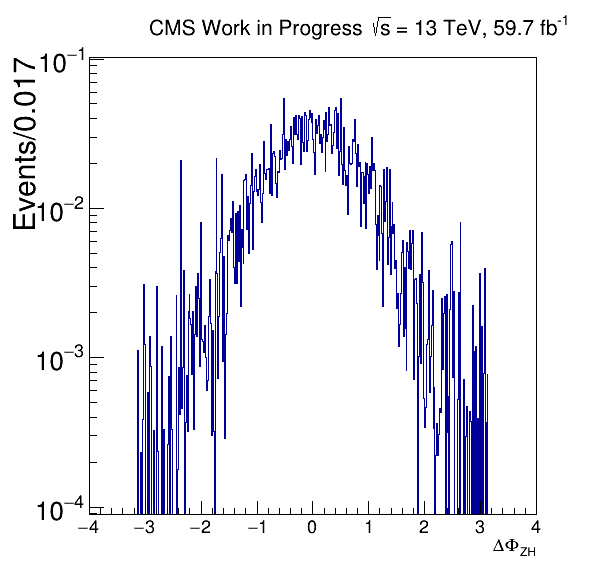 CMS Work in Progress √s = 13 TeV, 59.7 fb⁻¹
Events/0.017
10⁻¹
10⁻²
10⁻³
10⁻⁴
−4 −3 −2 −1 0 1 2 3 4
ΔΦ_ZH